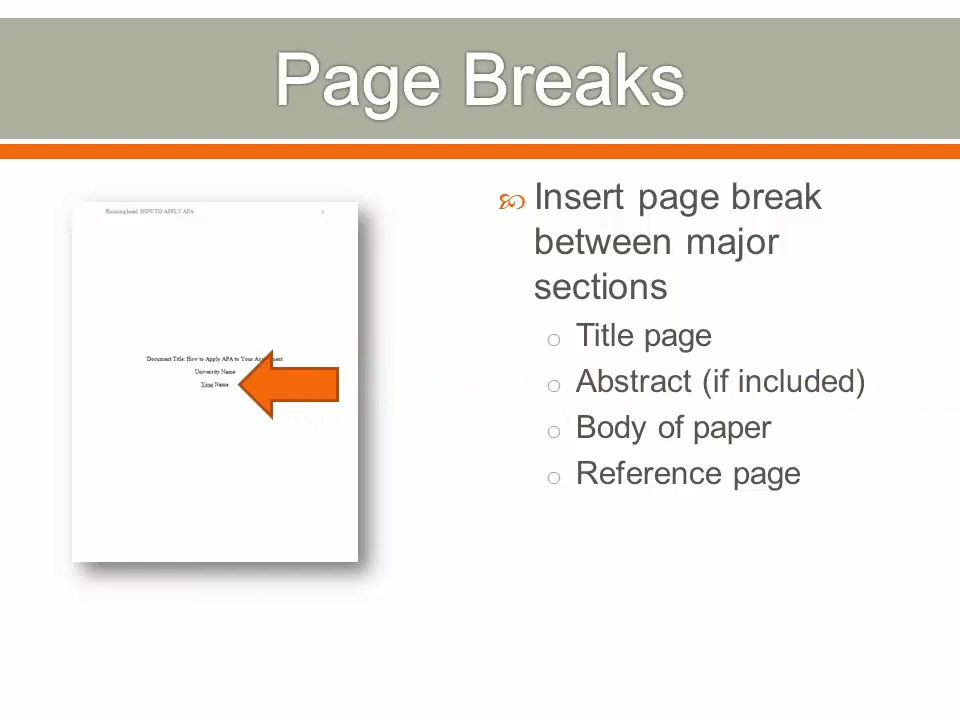 Page Breaks
Running head: HOW TO APPLY APA 1
Document Title: How to Apply APA to Your Assignment
University Name
Your Name
Insert page break
between major
sections
Title page
Abstract (if included)
Body of paper
Reference page